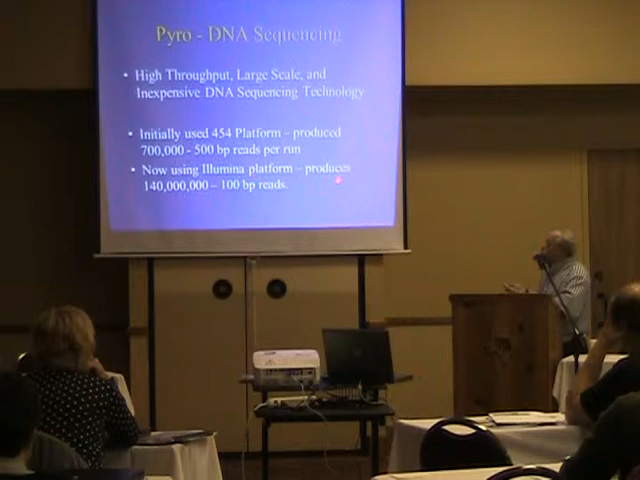 Pyro - DNA Sequencing
• High Throughput, Large Scale, and
Inexpensive DNA Sequencing Technology
• Initially used 454 Platform – produced
700,000 - 500 bp reads per run
• Now using Illumina platform – produces
140,000,000 – 100 bp reads.